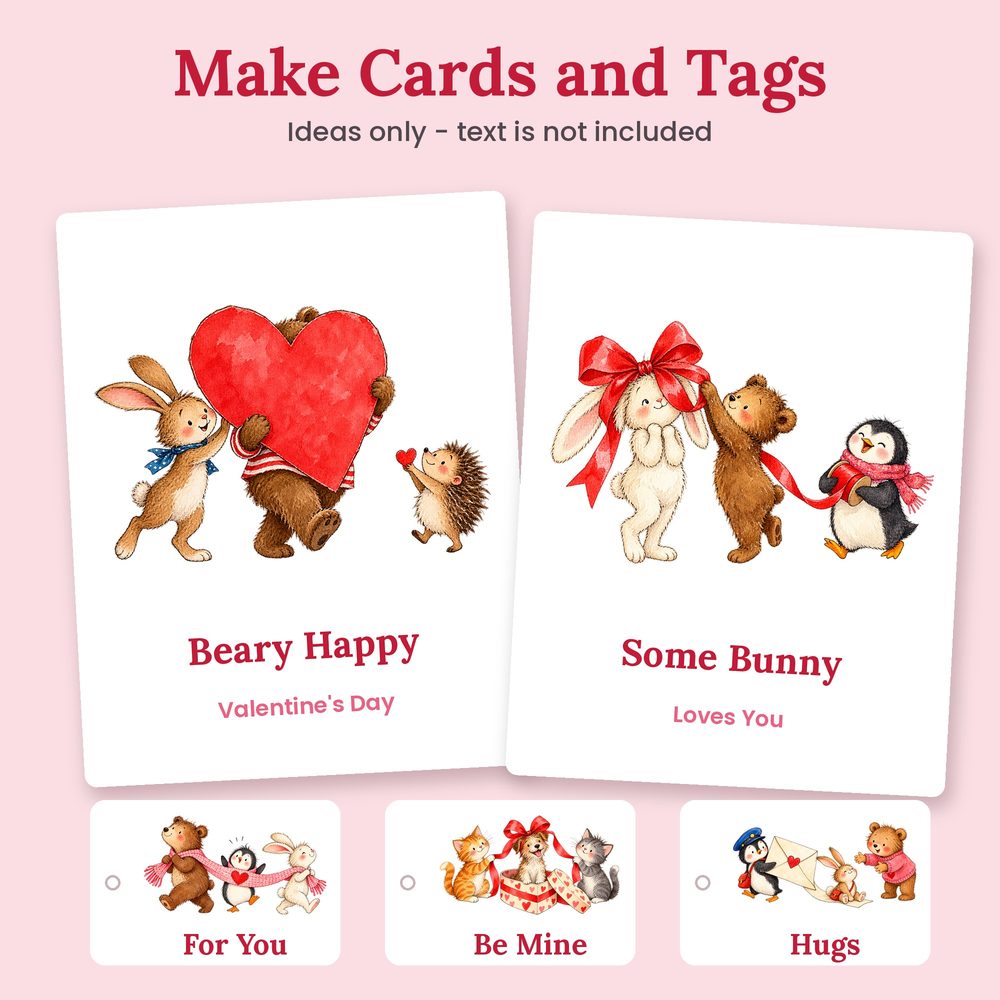 Make Cards and Tags
Ideas only - text is not included
Beary Happy
Valentine's Day
Some Bunny
Loves You
For You
Be Mine
Hugs